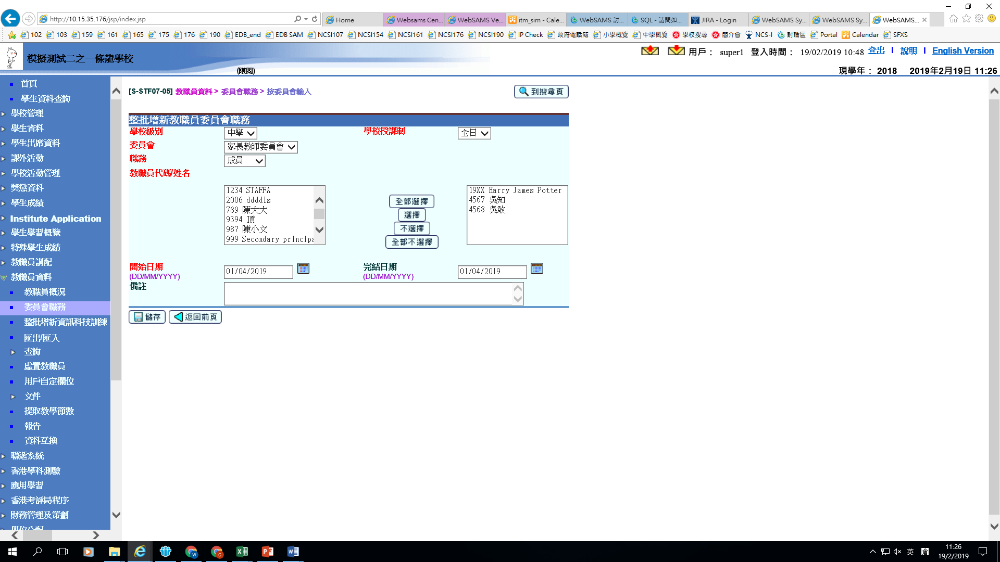 http://10.15.35.176/jsp/index.jsp
Home
Websams Cen...
WebSAMS Ve...
itm_sim - Cale...
WebSAMS 討...
SQL - 請問如...
JIRA - Login
WebSAMS Sy...
WebSAMS Sy...
WebSAMS...
102 103 159 161 165 175 176 190 EDB_end EDB SAM NCSI107 NCSI154 NCSI161 NCSI176 NCSI190 IP Check 政府電話簿 小學概覽 中學概覽 學校搜尋 簡介會 NCS-I 討論區 Portal Calendar SFXS
模擬測試二之一條龍學校
(限閱)
用戶： super1 登入時間： 19/02/2019 10:48 登出 | 說明 | English Version
現學年： 2018 2019年2月19日 11:26
首頁
學生資料查詢
學校管理
學生資料
學生出席資料
課外活動
學校活動管理
獎懲資料
學生成績
Institute Application
學生學習概覽
特殊學生成績
教職員調配
教職員資料
教職員概況
委員會職務
整批增新資訊科技訓練
匯出/匯入
查詢
虛置教職員
用戶自定欄位
文件
提取教學節數
報告
資料互換
聯遞系統
香港學科測驗
應用學習
香港考評局程序
財務管理及策劃
學位分配
[S-STF07-05] 教職員資料 > 委員會職務 > 按委員會輸入
到搜尋頁
整批增新教職員委員會職務
學校級別 中學 學校授課制 全日
委員會 家長教師委員會
職務 成員
教職員代碼/姓名
1234 STAFFA
2006 ddddls
789 陳大大
9394 頂
987 陳小文
999 Secondary principa
全部選擇
選擇
不選擇
全部不選擇
19XX Harry James Potter
4567 吳知
4568 吳敢
開始日期 01/04/2019 完結日期 01/04/2019
(DD/MM/YYYY) (DD/MM/YYYY)
備註
儲存 返回前頁
英
11:26
19/2/2019